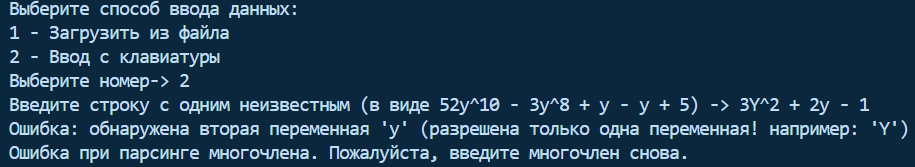 Выберите способ ввода данных:
1 - Загрузить из файла
2 - Ввод с клавиатуры
Выберите номер-> 2
Введите строку с одним неизвестным (в виде 52y^10 - 3y^8 + y - y + 5) -> 3Y^2 + 2y - 1
Ошибка: обнаружена вторая переменная 'y' (разрешена только одна переменная! например: 'Y')
Ошибка при парсинге многочлена. Пожалуйста, введите многочлен снова.